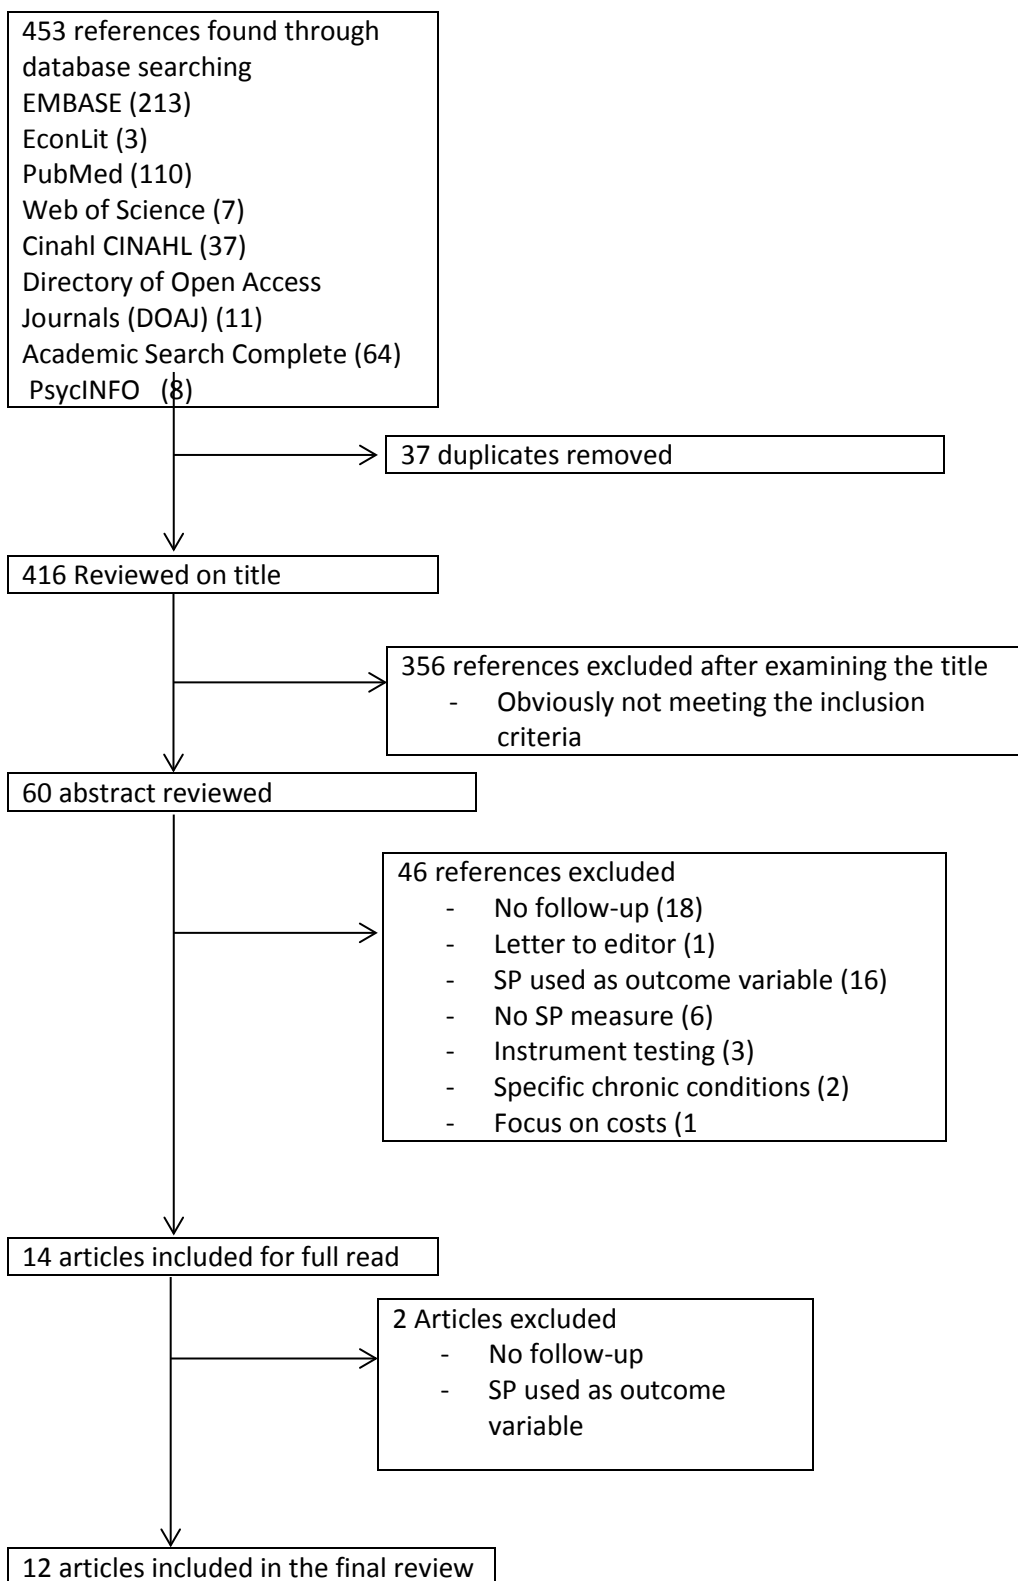 453 references found through
database searching
EMBASE (213)
EconLit (3)
PubMed (110)
Web of Science (7)
Cinahl CINAHL (37)
Directory of Open Access
Journals (DOAJ) (11)
Academic Search Complete (64)
PsycINFO (8)
37 duplicates removed
416 Reviewed on title
356 references excluded after examining the title
- Obviously not meeting the inclusion
criteria
60 abstract reviewed
46 references excluded
- No follow-up (18)
- Letter to editor (1)
- SP used as outcome variable (16)
- No SP measure (6)
- Instrument testing (3)
- Specific chronic conditions (2)
- Focus on costs (1
14 articles included for full read
2 Articles excluded
- No follow-up
- SP used as outcome
variable
12 articles included in the final review